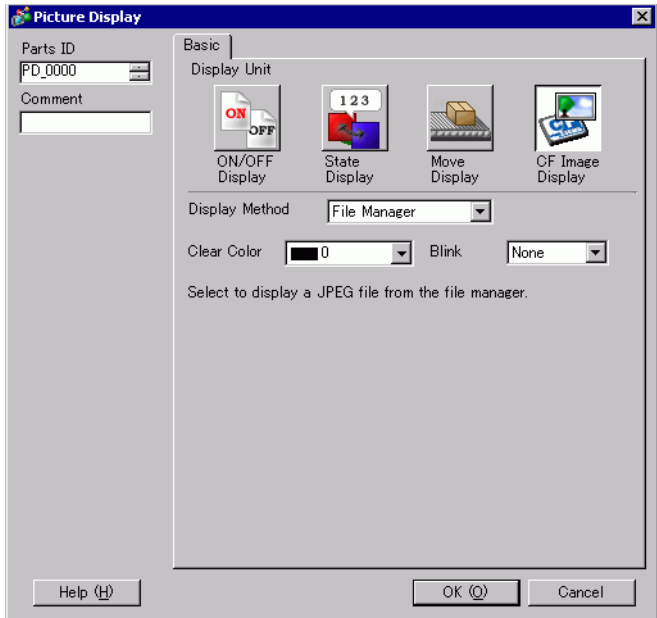 Picture Display
Parts ID
PD_0000
Comment
Basic
Display Unit
ON
OFF
123
ON/OFF
Display
State
Display
Move
Display
CF Image
Display
Display Method
File Manager
Clear Color
0
Blink
None
Select to display a JPEG file from the file manager.
Help (H)
OK (O)
Cancel